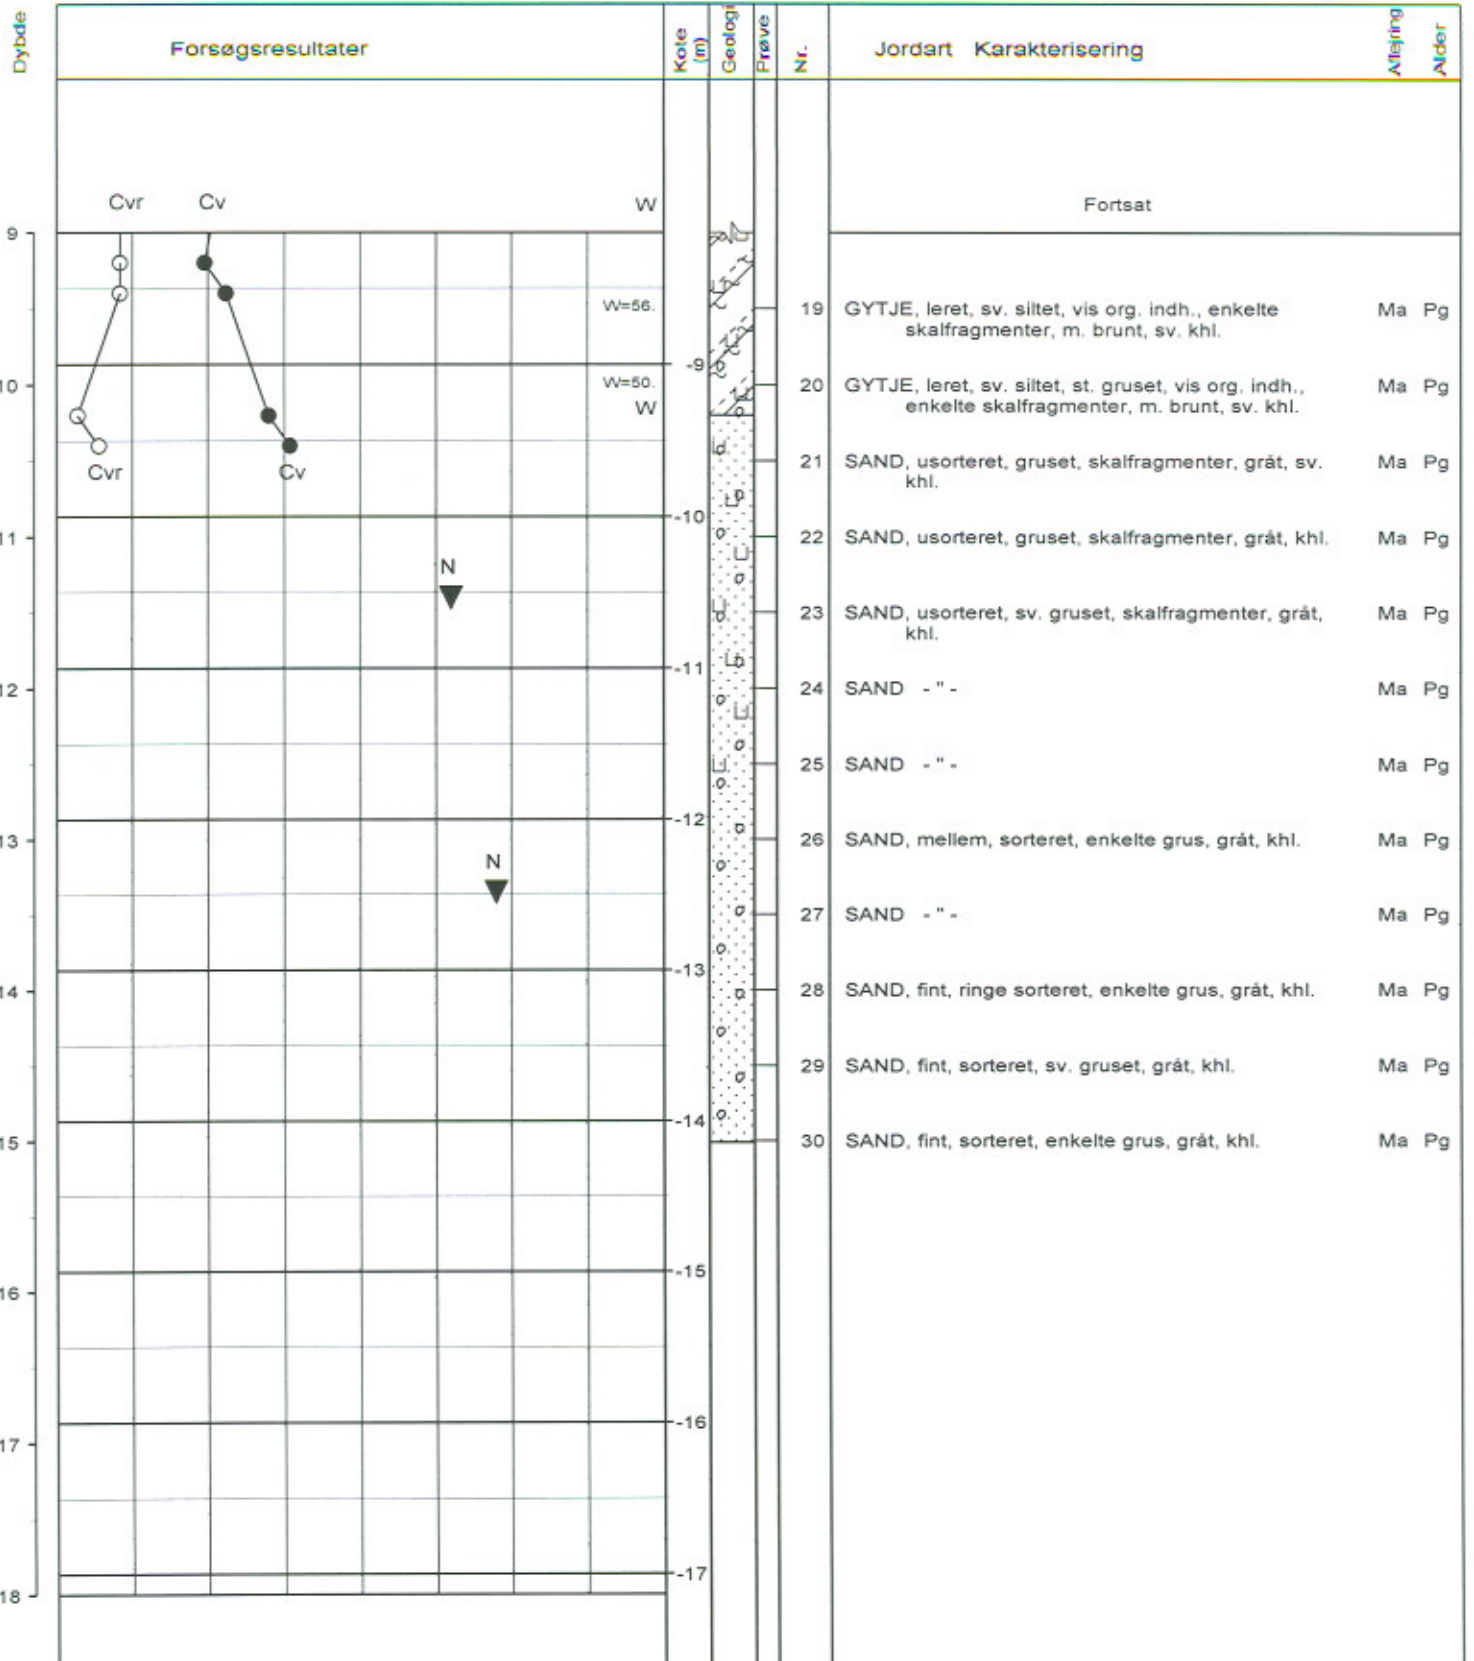 Dybde
Forsøgsresultater
Kote (m)
Geologi
Prøve
Nr.
Jordart Karakterisering
Aflejring
Alder
Cvr Cv W
Fortsat
9
W=56.
19 GYTJE, leret, sv. siltet, vis org. indh., enkelte Ma Pg
skalfragmenter, m. brunt, sv. khl.
-9
10
W=50.
W
20 GYTJE, leret, sv. siltet, st. gruset, vis org. indh., Ma Pg
enkelte skalfragmenter, m. brunt, sv. khl.
Cvr Cv
21 SAND, usorteret, gruset, skalfragmenter, gråt, sv. Ma Pg
khl.
-10
11
22 SAND, usorteret, gruset, skalfragmenter, gråt, khl. Ma Pg
N
23 SAND, usorteret, sv. gruset, skalfragmenter, gråt, Ma Pg
khl.
-11
12
24 SAND - " - Ma Pg
25 SAND - " - Ma Pg
-12
13
26 SAND, mellem, sorteret, enkelte grus, gråt, khl. Ma Pg
N
27 SAND - " - Ma Pg
-13
14
28 SAND, fint, ringe sorteret, enkelte grus, gråt, khl. Ma Pg
29 SAND, fint, sorteret, sv. gruset, gråt, khl. Ma Pg
-14
15
30 SAND, fint, sorteret, enkelte grus, gråt, khl. Ma Pg
-15
16
-16
17
-17
18